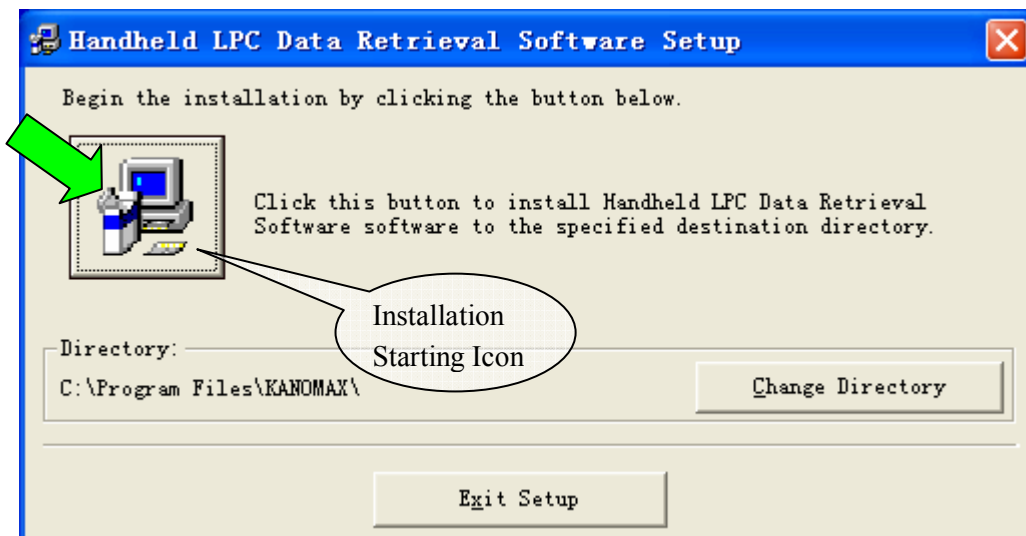 Handheld LPC Data Retrieval Software Setup
Begin the installation by clicking the button below.
Click this button to install Handheld LPC Data Retrieval
Software software to the specified destination directory.
Installation
Starting Icon
Directory:
C:\Program Files\KANOMAX\
Change Directory
Exit Setup